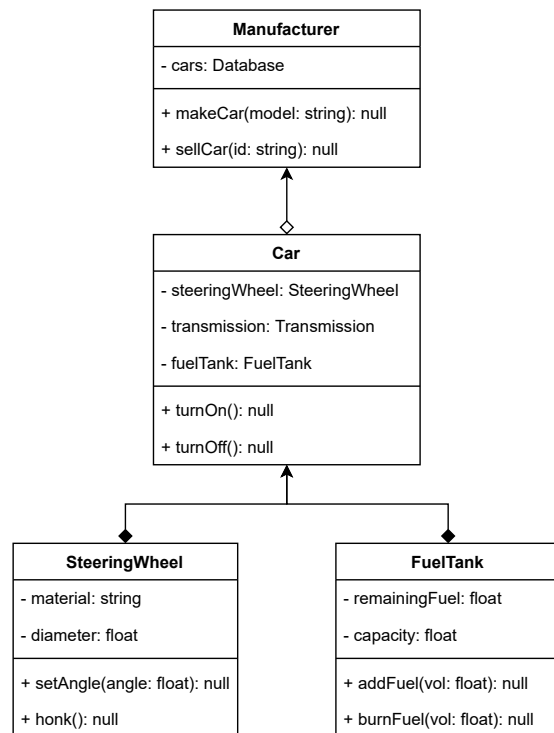 Manufacturer
- cars: Database
+ makeCar(model: string): null
+ sellCar(id: string): null
Car
- steeringWheel: SteeringWheel
- transmission: Transmission
- fuelTank: FuelTank
+ turnOn(): null
+ turnOff(): null
SteeringWheel
- material: string
- diameter: float
+ setAngle(angle: float): null
+ honk(): null
FuelTank
- remainingFuel: float
- capacity: float
+ addFuel(vol: float): null
+ burnFuel(vol: float): null